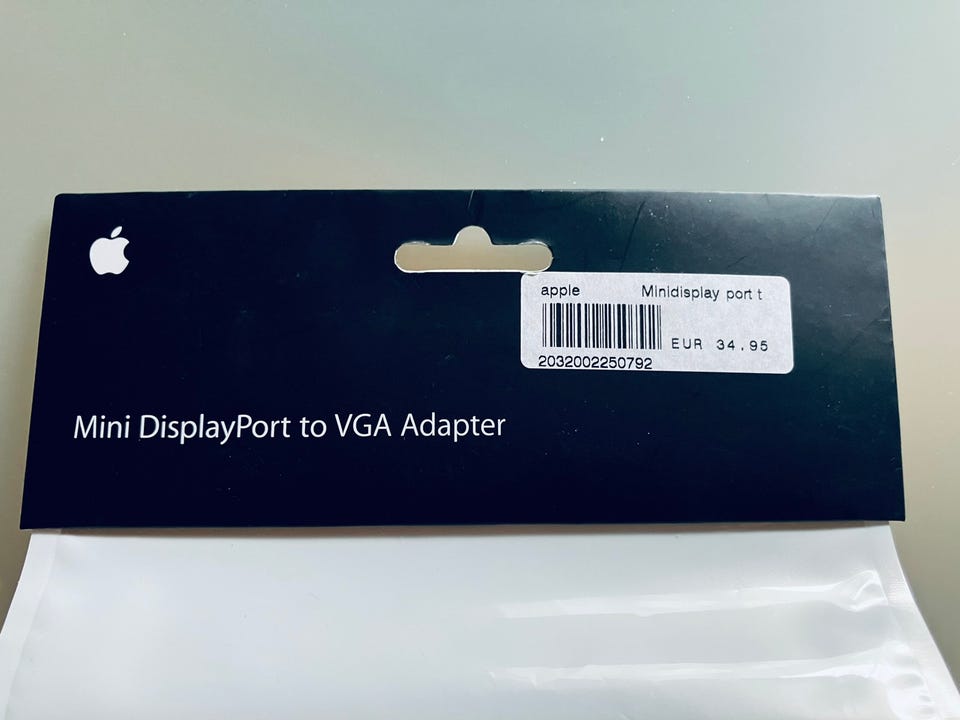 apple Minidisplay port t
EUR 34.95
2032002250792
Mini DisplayPort to VGA Adapter